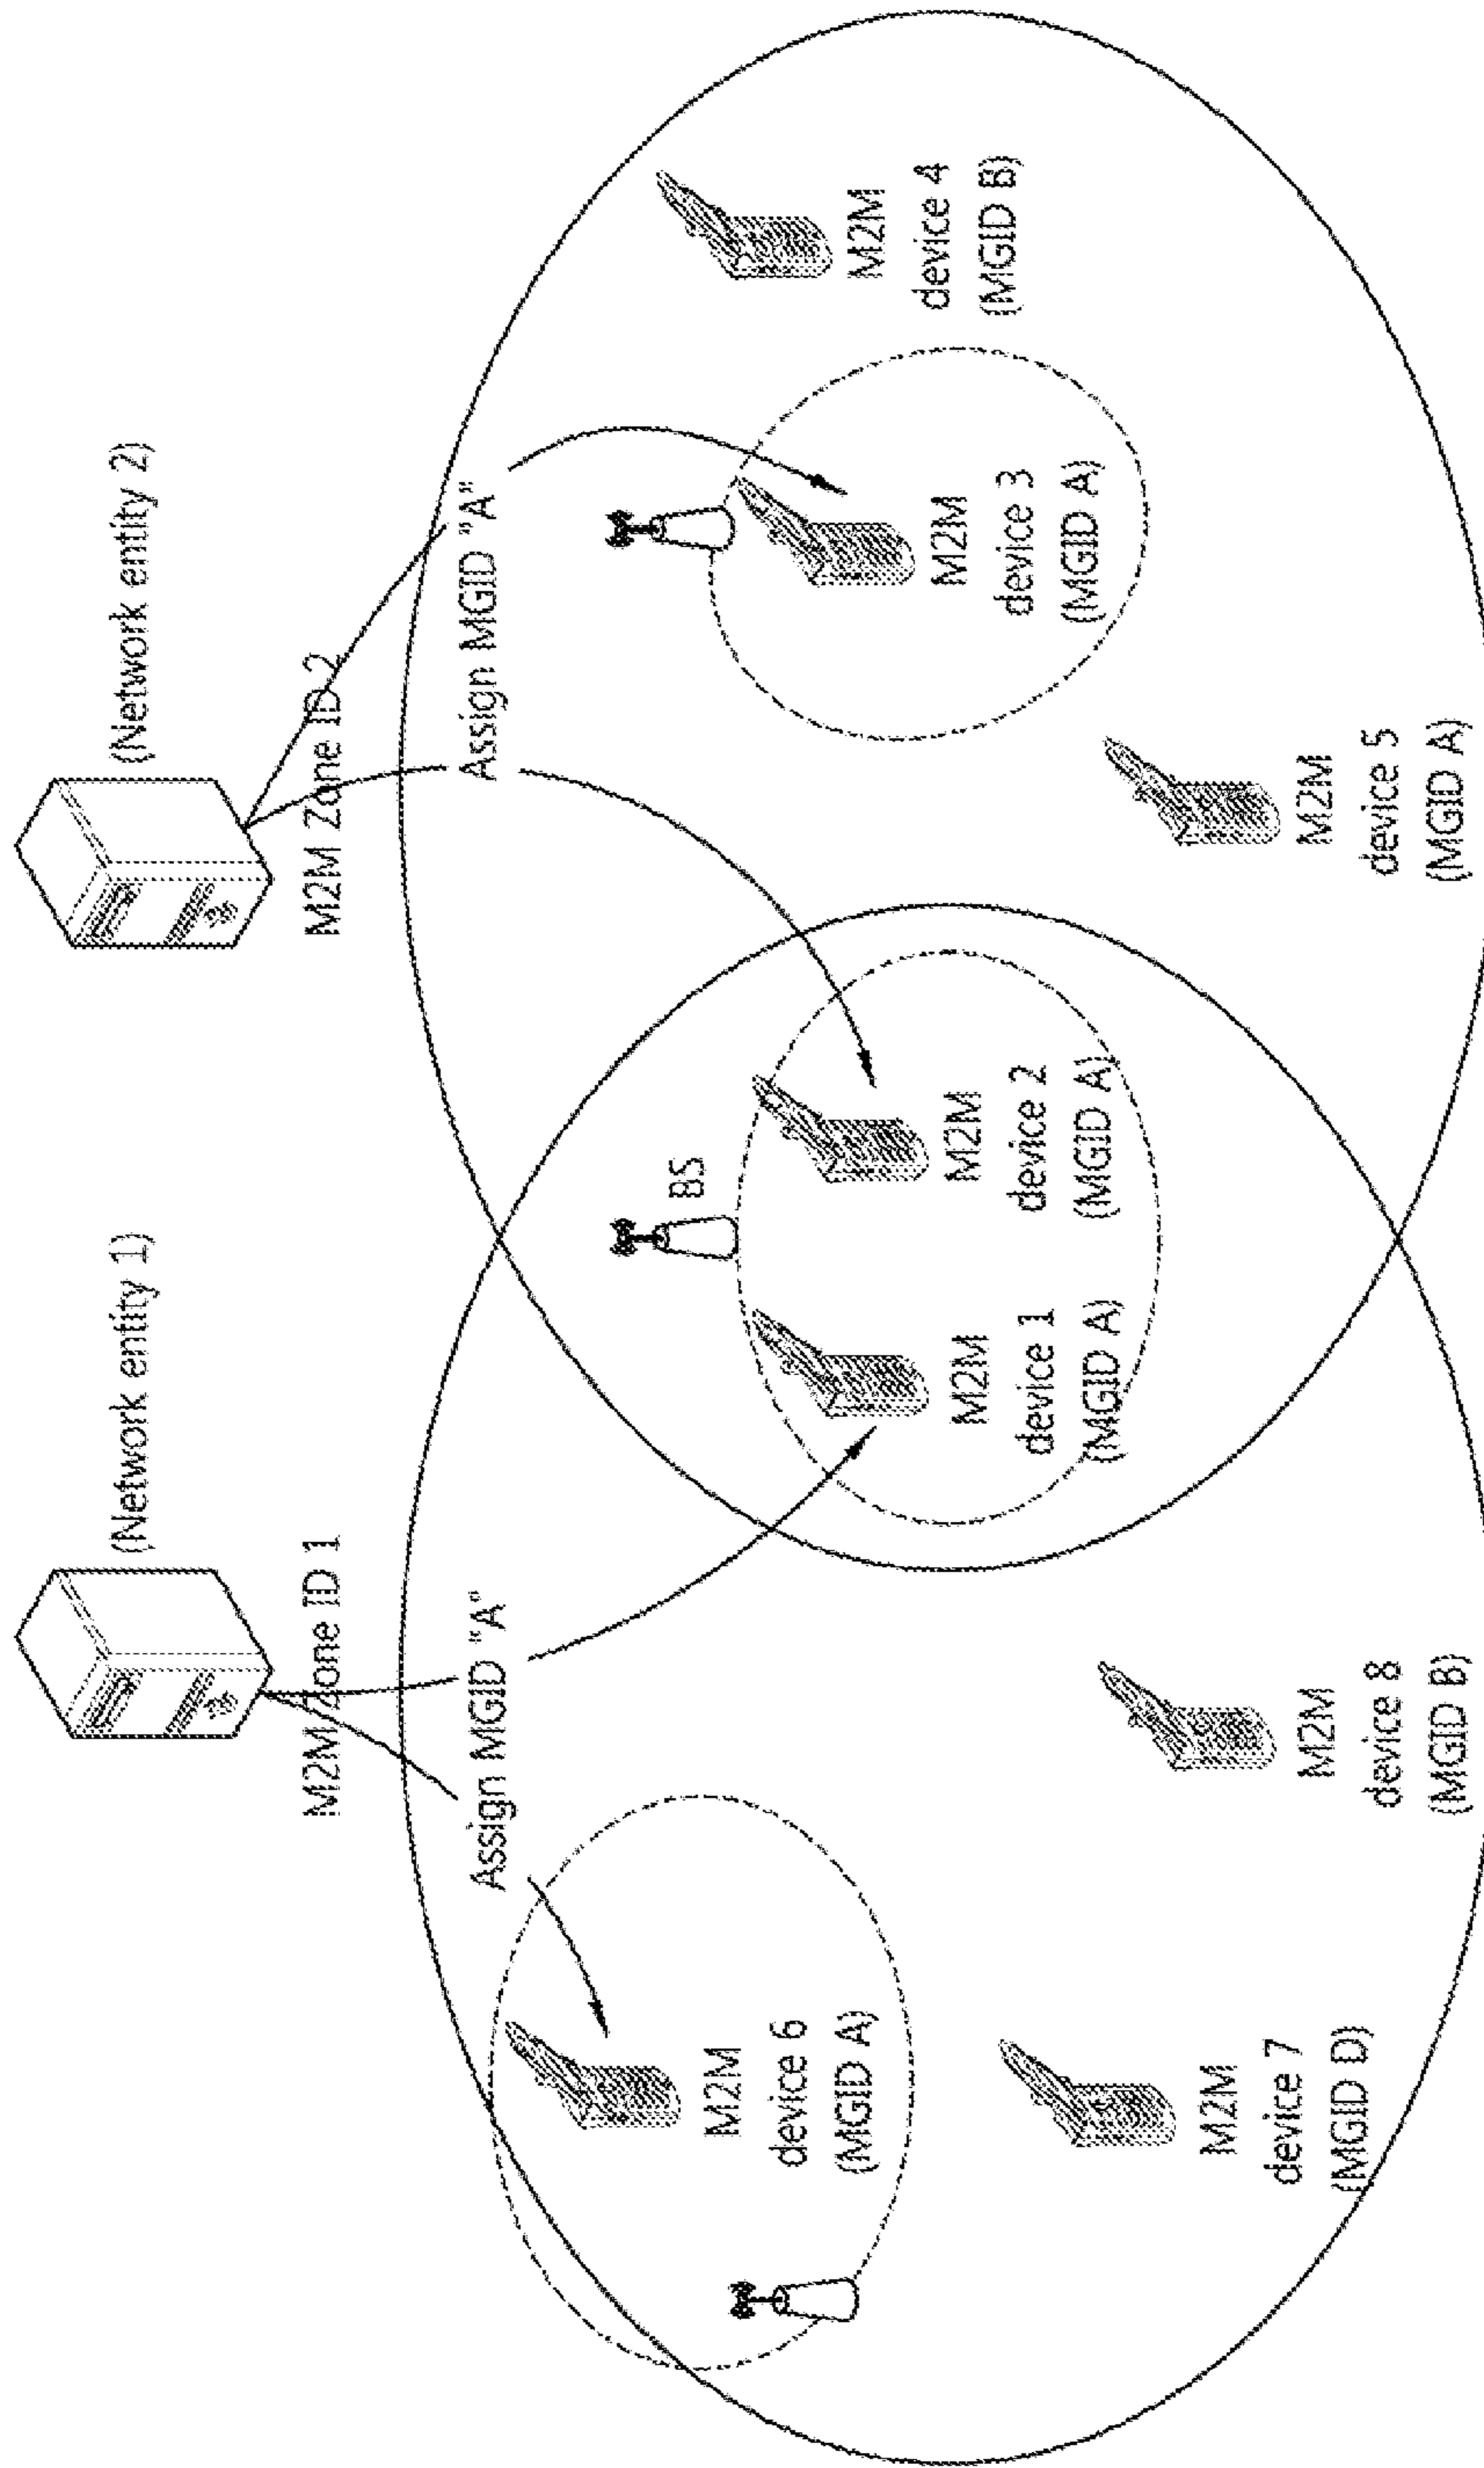 (Network entity 1)
M2M Zone ID 1
(Network entity 2)
M2M Zone ID 2
Assign MGID "A"
Assign MGID "A"
BS
M2M
device 6
(MGID A)
M2M
device 1
(MGID A)
M2M
device 2
(MGID A)
M2M
device 3
(MGID A)
M2M
device 4
(MGID B)
M2M
device 7
(MGID D)
M2M
device 8
(MGID B)
M2M
device 5
(MGID A)